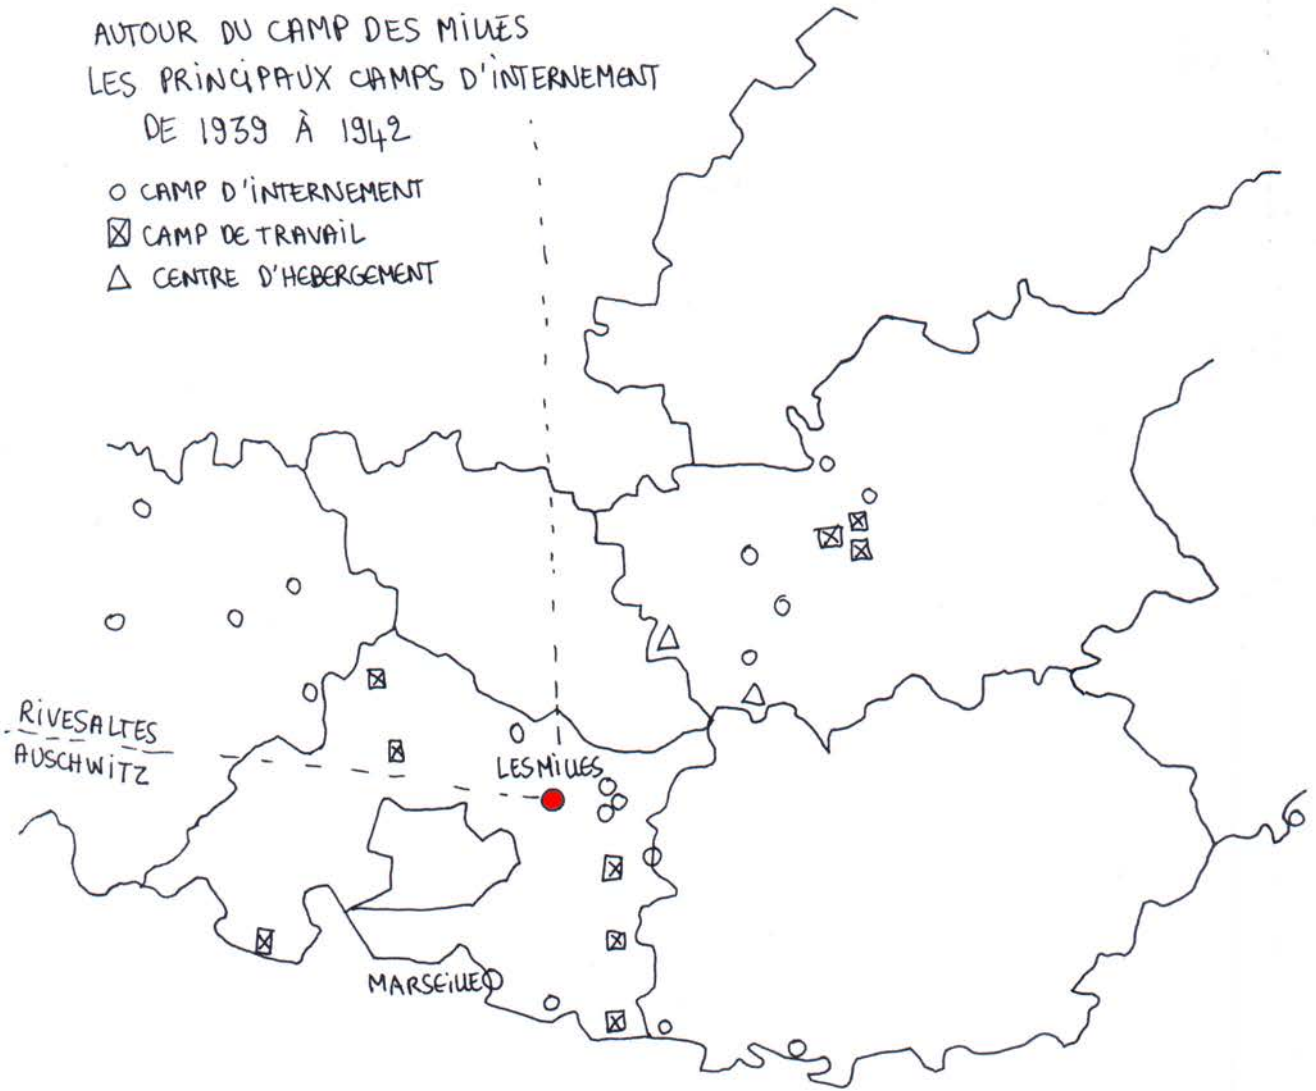 AUTOUR DU CAMP DES MILLES
LES PRINCIPAUX CAMPS D'INTERNEMENT
DE 1939 À 1942
CAMP D'INTERNEMENT
CAMP DE TRAVAIL
CENTRE D'HEBERGEMENT
RIVESALTES
AUSCHWITZ
LES MILLES
MARSEILLE